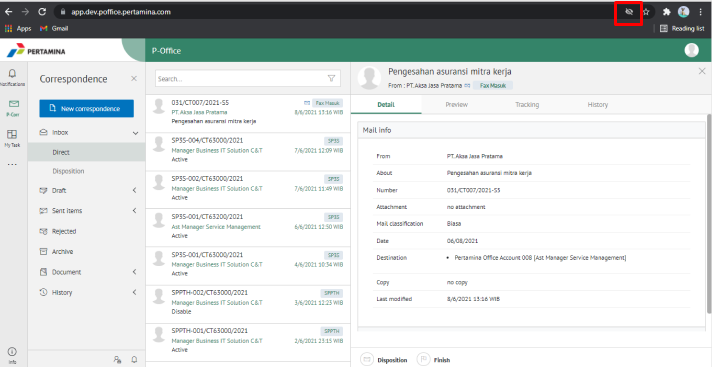 app.dev.poffice.pertamina.com
Apps
Gmail
Reading list
PERTAMINA
P-Office
Notifications
P-Corr
My Task
Info
Correspondence
New correspondence
Inbox
Direct
Disposition
Draft
Sent items
Rejected
Archive
Document
History
Search...
031/CT007/2021-S5
Fax Masuk
PT.Aksa Jasa Pratama
8/6/2021 13:16 WIB
Pengesahan asuransi mitra kerja
SP3S-004/CT63000/2021
SP3S
Manager Business IT Solution C&T
7/6/2021 12:09 WIB
Active
SP3S-002/CT63000/2021
SP3S
Manager Business IT Solution C&T
7/6/2021 11:49 WIB
Active
SP3S-001/CT63200/2021
SP3S
Ast Manager Service Management
6/6/2021 12:30 WIB
Active
SP3S-001/CT63000/2021
SP3S
Manager Business IT Solution C&T
4/6/2021 10:34 WIB
Active
SPPTH-002/CT63000/2021
SPPTH
Manager Business IT Solution C&T
3/6/2021 12:23 WIB
Disable
SPPTH-001/CT63000/2021
SPPTH
Manager Business IT Solution C&T
2/6/2021 23:15 WIB
Active
Pengesahan asuransi mitra kerja
From : PT.Aksa Jasa Pratama
Fax Masuk
Detail
Preview
Tracking
History
Mail info
From PT.Aksa Jasa Pratama
About Pengesahan asuransi mitra kerja
Number 031/CT007/2021-S5
Attachment no attachment
Mail classification Biasa
Date 06/08/2021
Destination • Pertamina Office Account 008 [Ast Manager Service Management]
Copy no copy
Last modified 8/6/2021 13:16 WIB
Disposition
Finish